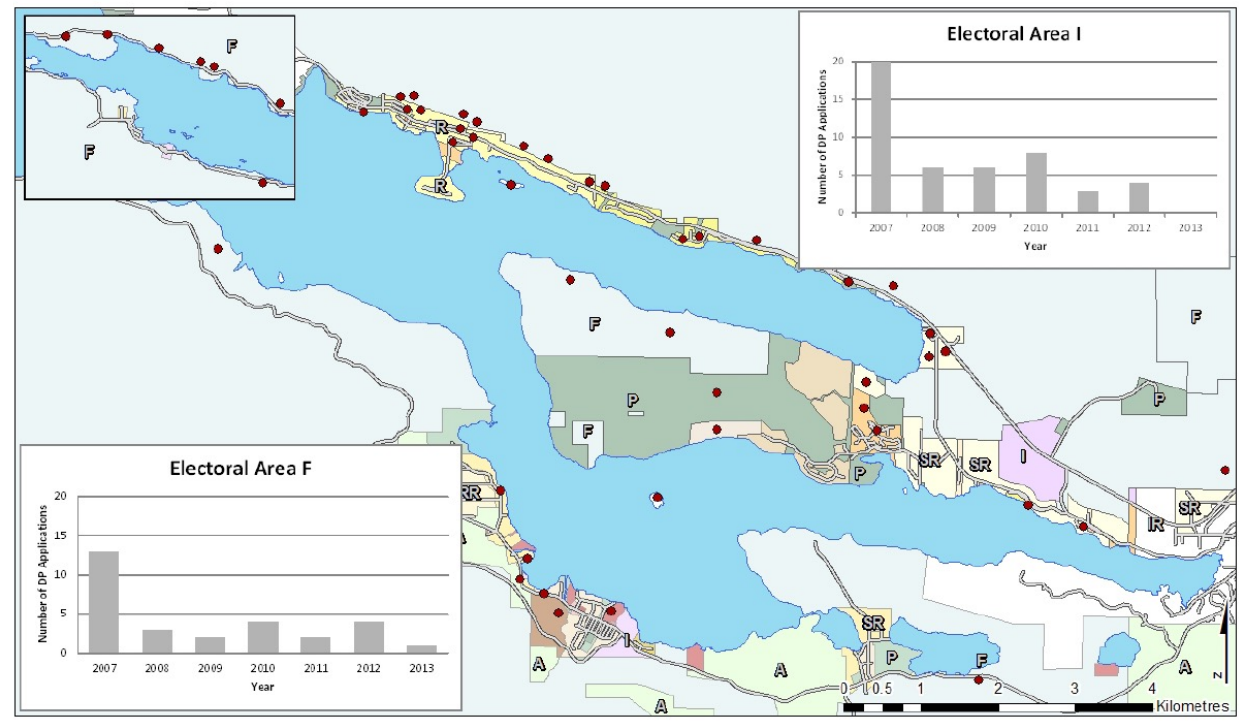 F
F
Electoral Area I
Number of DP Applications
20
15
10
5
0
2007 2008 2009 2010 2011 2012 2013
Year
R
R
F
F
P
F
P
P
SR
SR
I
IR
SR
RR
Electoral Area F
Number of DP Applications
20
15
10
5
0
2007 2008 2009 2010 2011 2012 2013
Year
SR
I
A
A
P
F
A
A
N
0 0.5 1 2 3 4
Kilometres